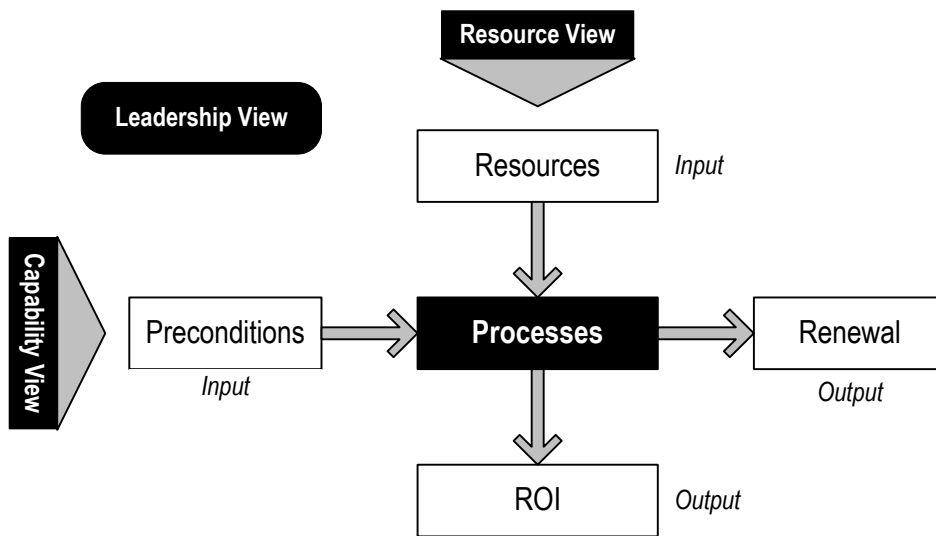 Resource View
Leadership View
Resources
Input
Capability View
Preconditions
Processes
Renewal
Input
Output
ROI
Output